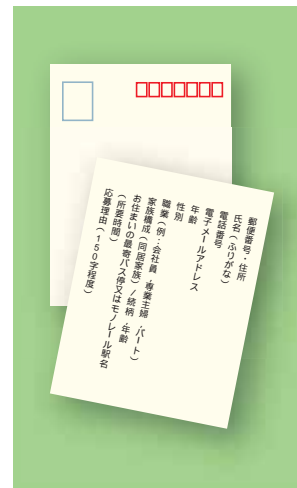 郵便番号・住所
氏名(ふりがな)
電話番号
電子メールアドレス
年齢
性別
職業(例:会社員、専業主婦、パート)
家族構成(同居家族)/続柄・年齢
お住まいの最寄バス停又はモノレール駅名
(所要時間)
応募理由(150字程度)